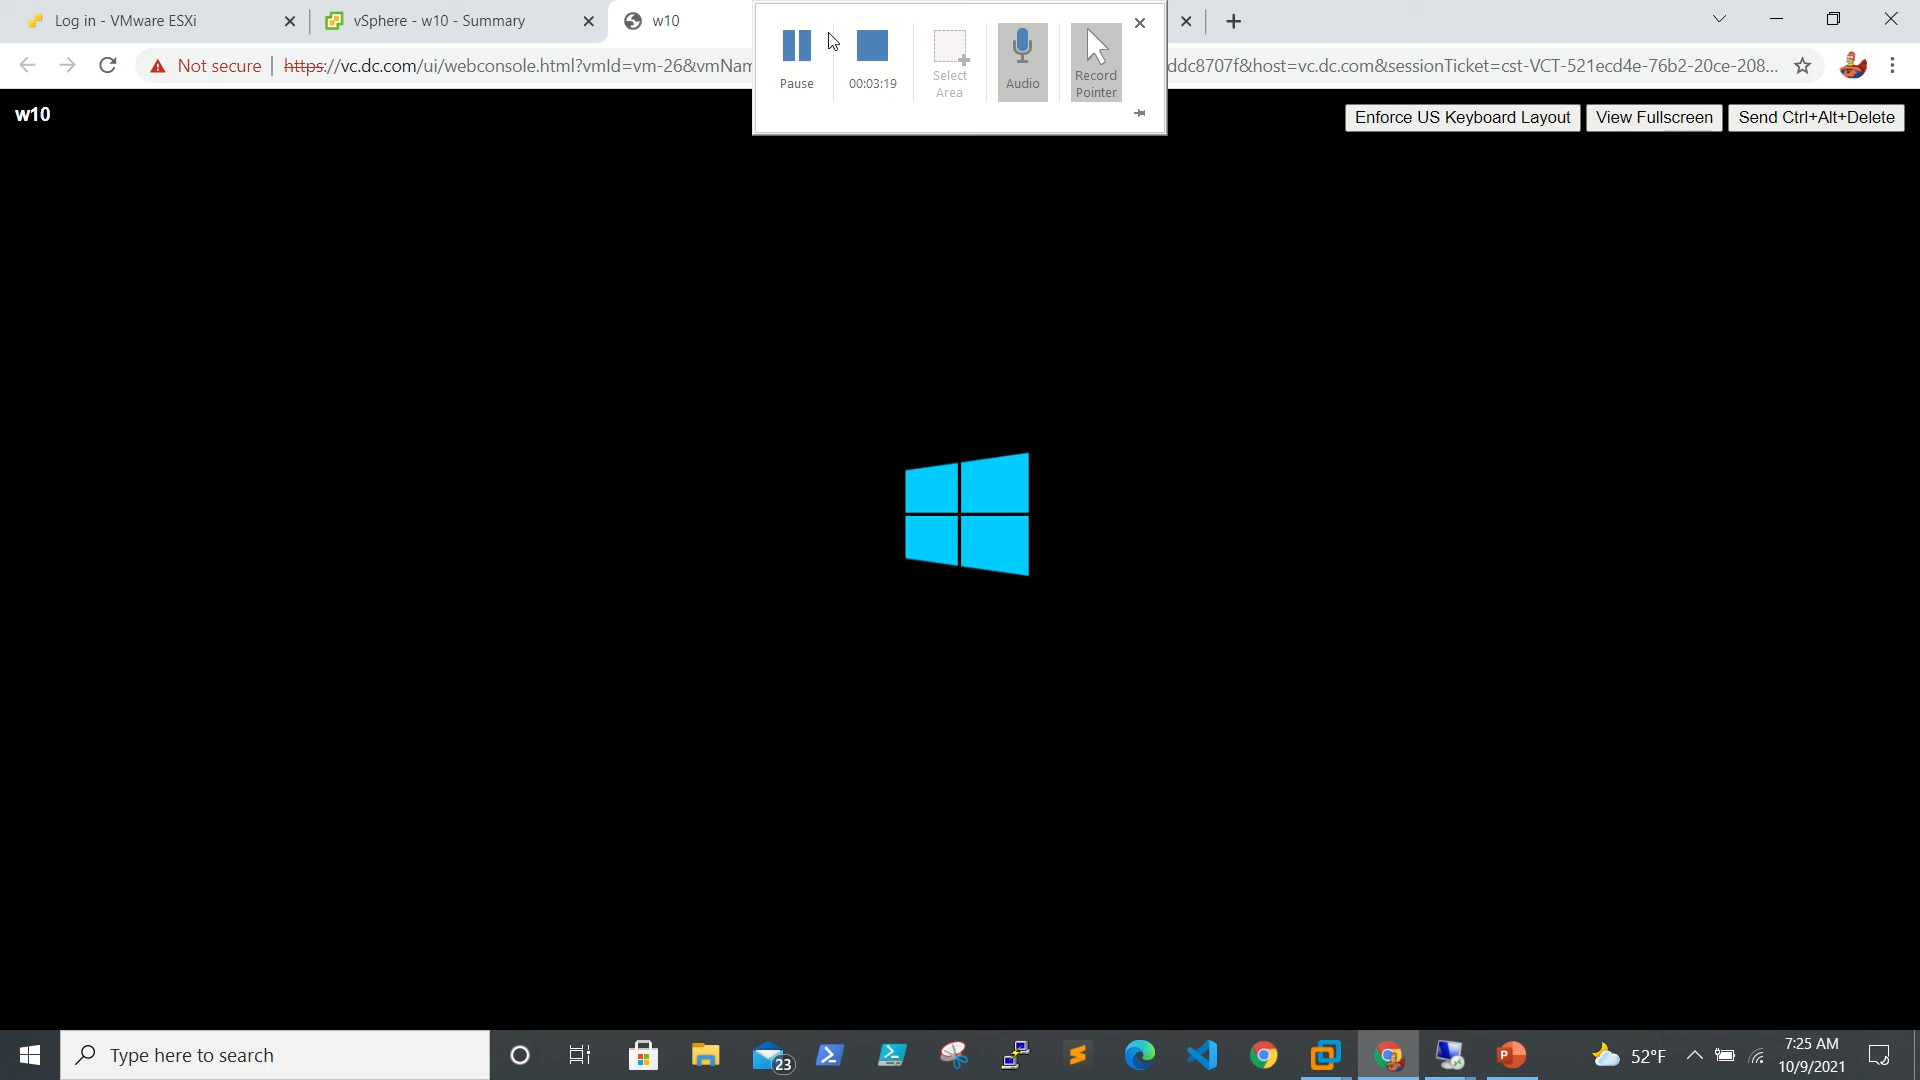 Log in - VMware ESXi
vSphere - w10 - Summary
w10
Pause
00:03:19
Select
Area
Audio
Record
Pointer
Not secure
https://vc.dc.com/ui/webconsole.html?vmId=vm-26&vmNam
ddc8707f&host=vc.dc.com&sessionTicket=cst-VCT-521ecd4e-76b2-20ce-208...
w10
Enforce US Keyboard Layout
View Fullscreen
Send Ctrl+Alt+Delete
Type here to search
23
P
52°F
7:25 AM
10/9/2021